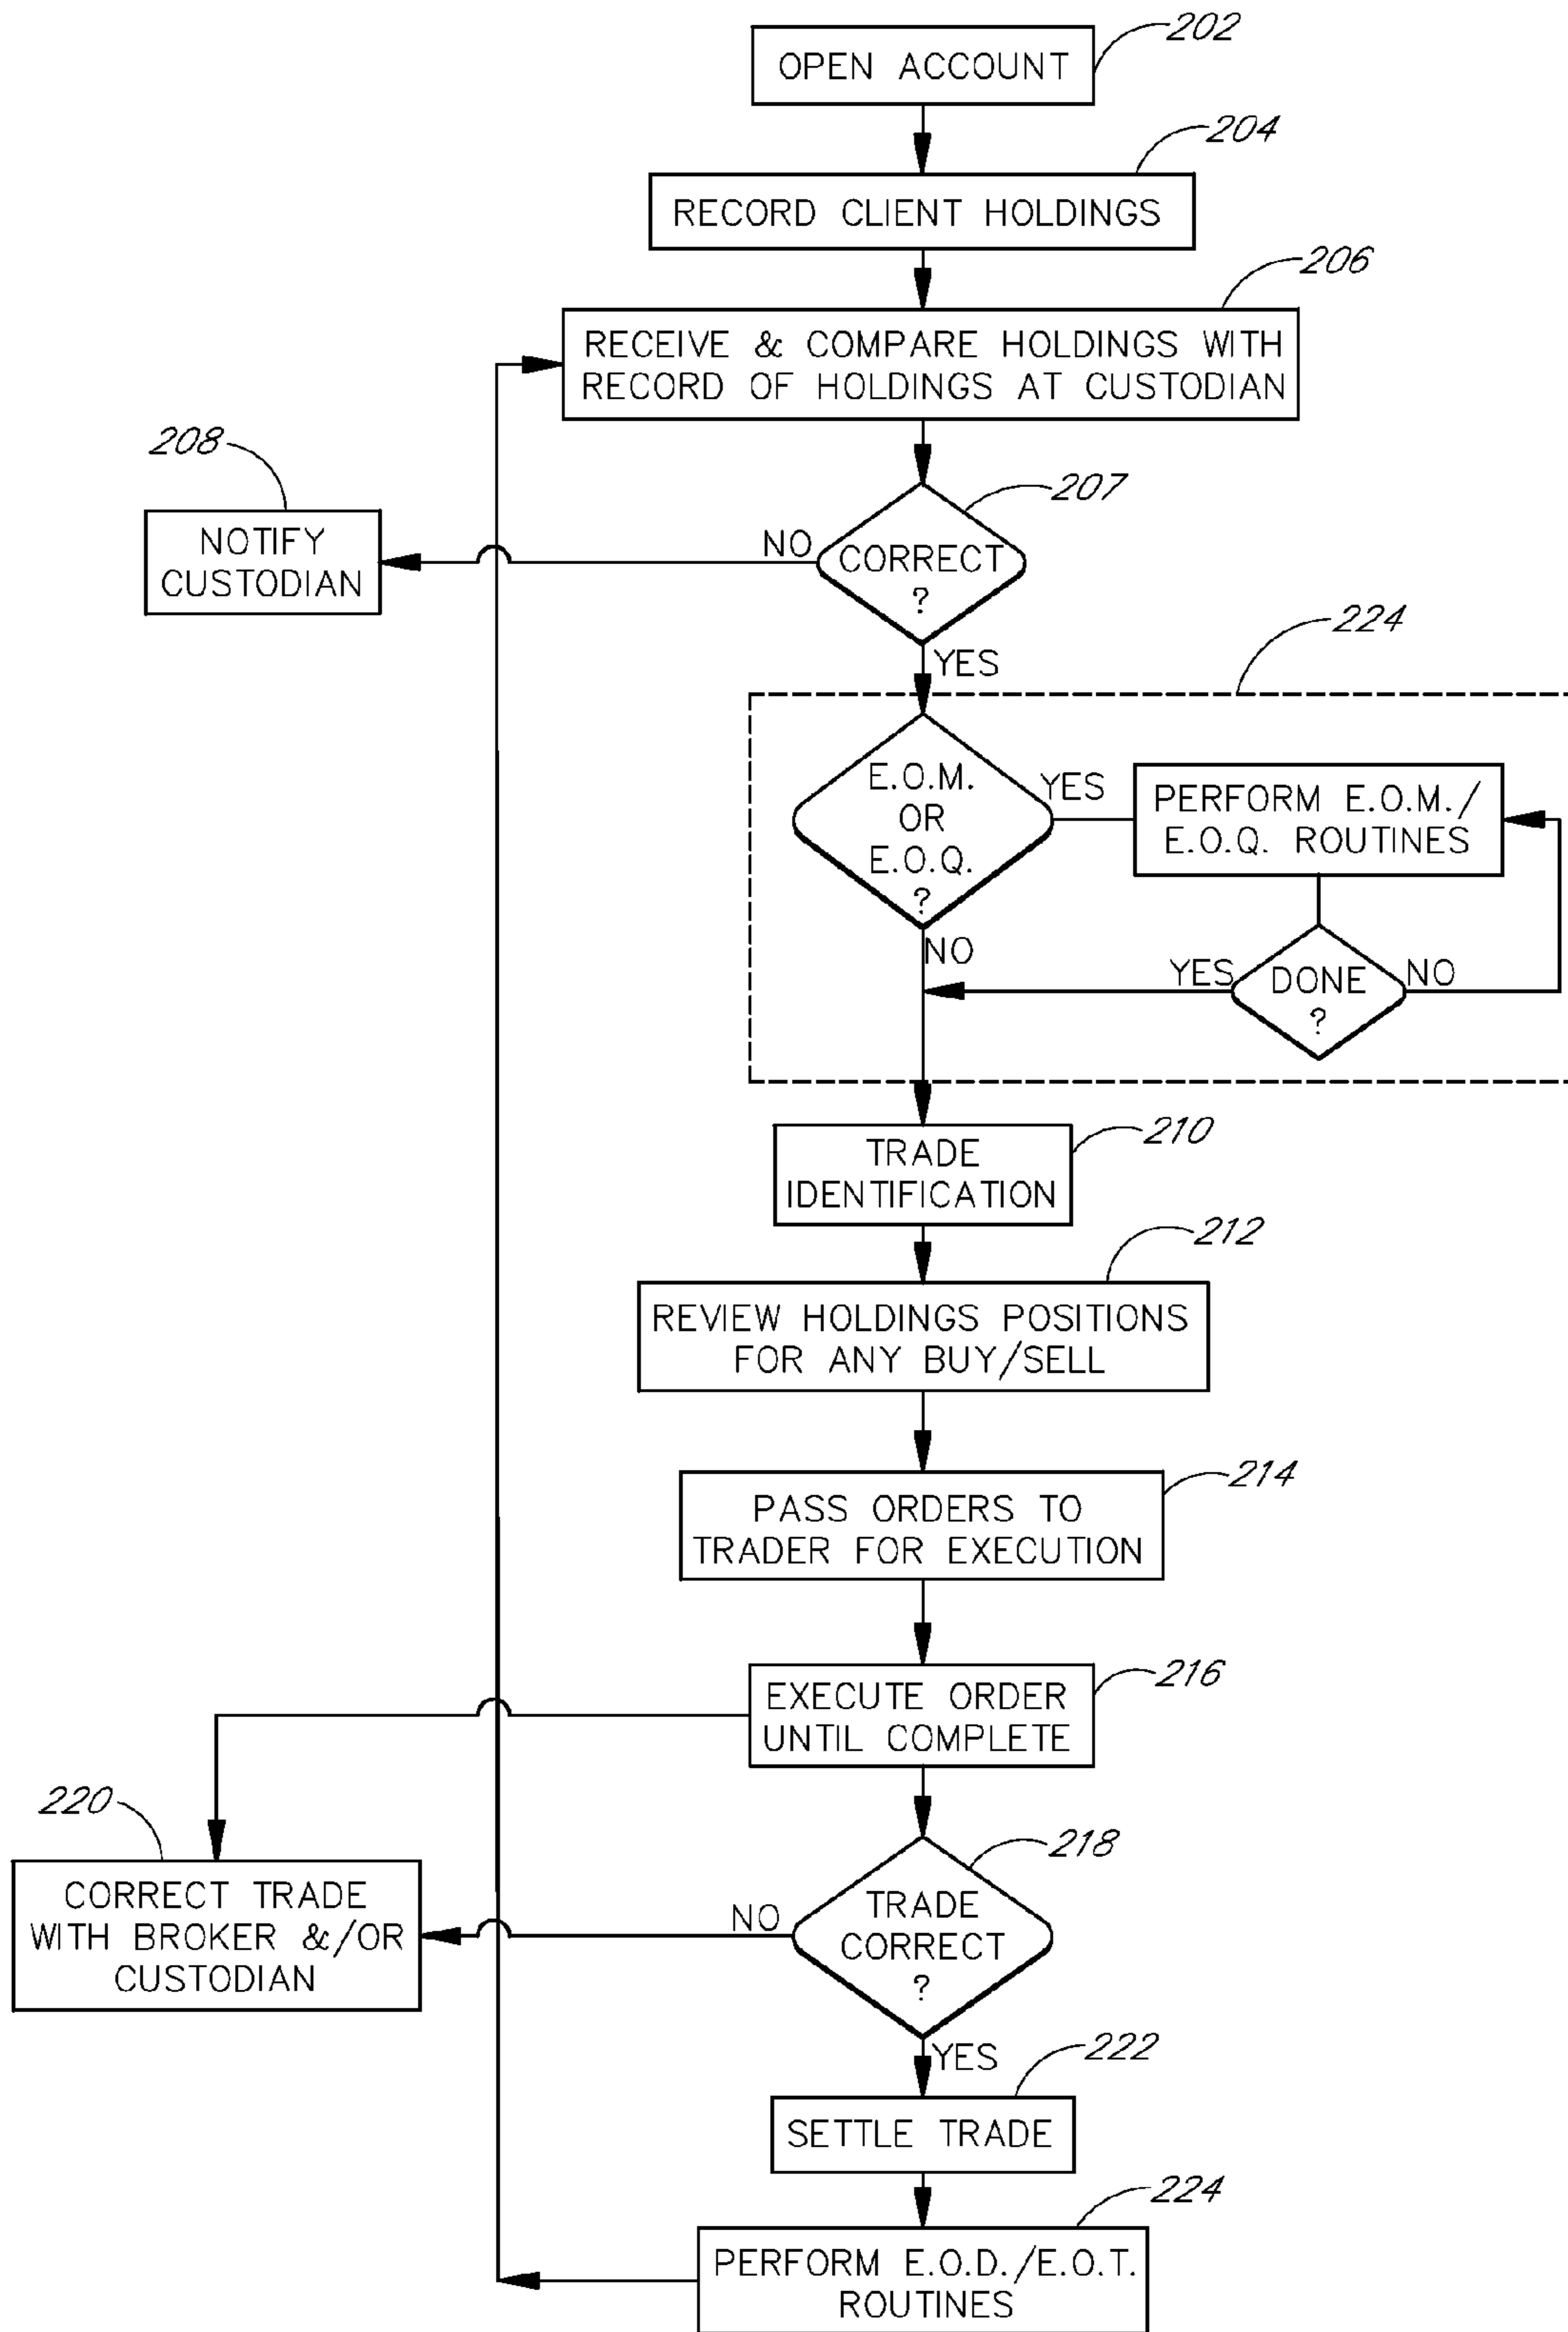 202
OPEN ACCOUNT
204
RECORD CLIENT HOLDINGS
206
RECEIVE & COMPARE HOLDINGS WITH
RECORD OF HOLDINGS AT CUSTODIAN
208
207
NOTIFY
CUSTODIAN
NO
CORRECT
?
YES
224
E.O.M.
OR
E.O.Q.
?
YES
PERFORM E.O.M./
E.O.Q. ROUTINES
NO
YES
DONE
?
NO
210
TRADE
IDENTIFICATION
212
REVIEW HOLDINGS POSITIONS
FOR ANY BUY/SELL
214
PASS ORDERS TO
TRADER FOR EXECUTION
216
EXECUTE ORDER
UNTIL COMPLETE
220
218
CORRECT TRADE
WITH BROKER &/OR
CUSTODIAN
NO
TRADE
CORRECT
?
YES
222
SETTLE TRADE
224
PERFORM E.O.D./E.O.T.
ROUTINES